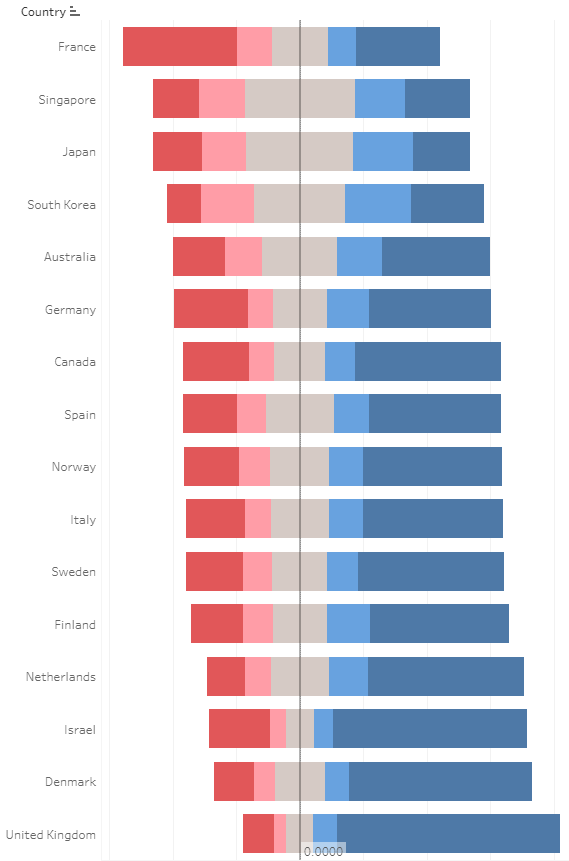 Country
France
Singapore
Japan
South Korea
Australia
Germany
Canada
Spain
Norway
Italy
Sweden
Finland
Netherlands
Israel
Denmark
United Kingdom
0.0000